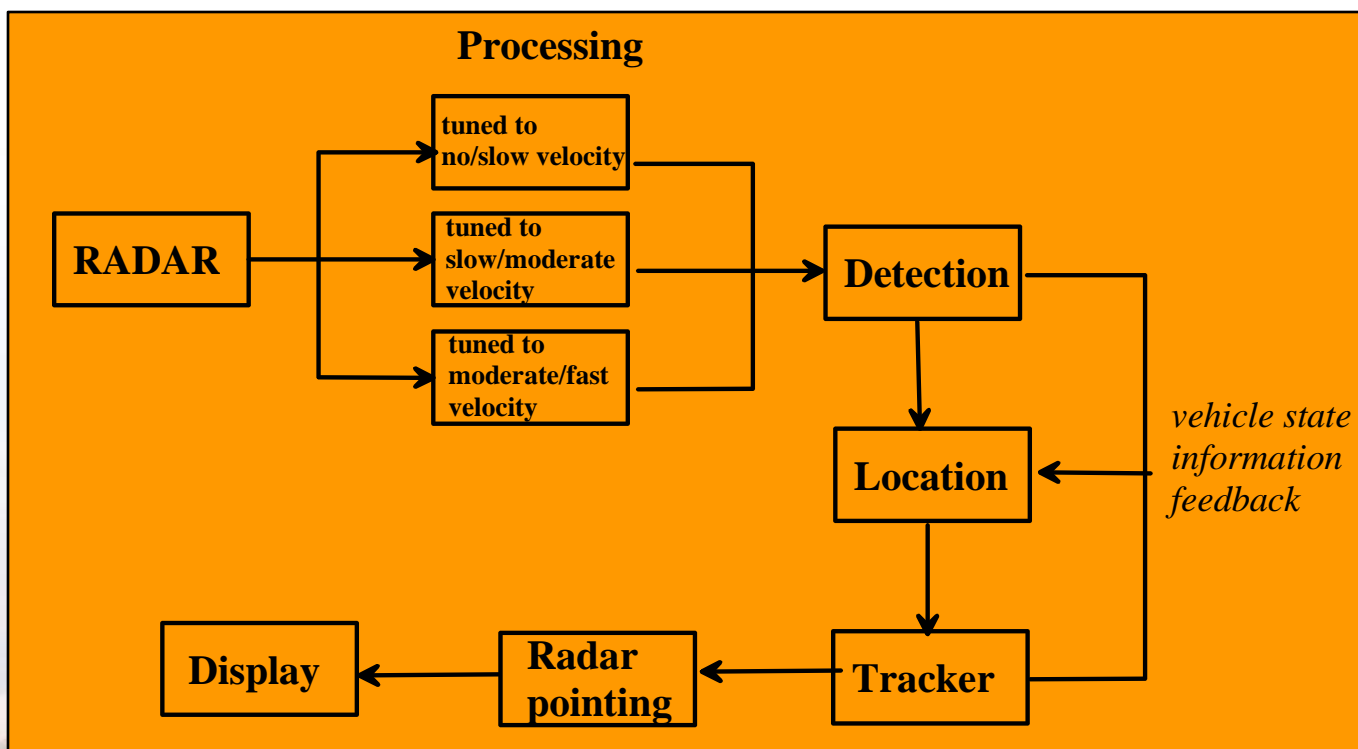 Processing
tuned to
no/slow velocity
RADAR
tuned to
slow/moderate
velocity
Detection
tuned to
moderate/fast
velocity
vehicle state
information
feedback
Location
Display
Radar
pointing
Tracker